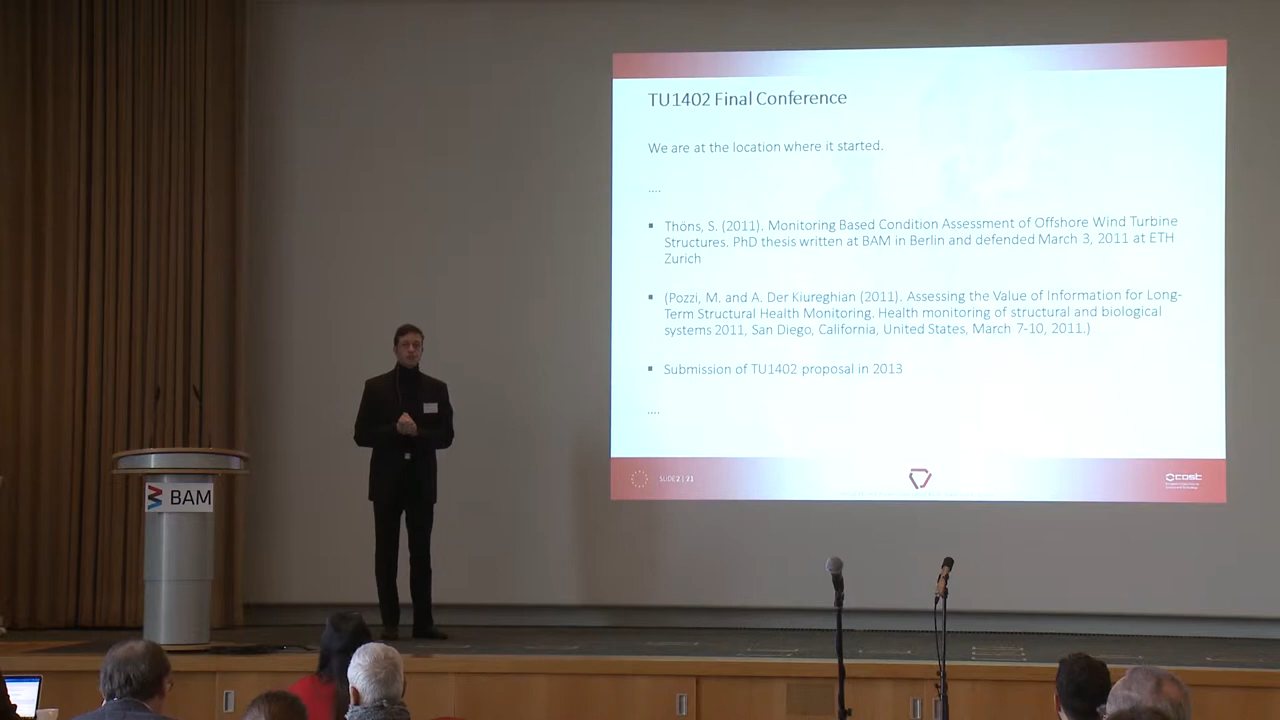 TU1402 Final Conference
We are at the location where it started.
....
▪ Thöns, S. (2011). Monitoring Based Condition Assessment of Offshore Wind Turbine
Structures. PhD thesis written at BAM in Berlin and defended March 3, 2011 at ETH
Zurich
▪ (Pozzi, M. and A. Der Kiureghian (2011). Assessing the Value of Information for Long-
Term Structural Health Monitoring. Health monitoring of structural and biological
systems 2011, San Diego, California, United States, March 7-10, 2011.)
▪ Submission of TU1402 proposal in 2013
....
SLIDE2 | 21
cost
BAM